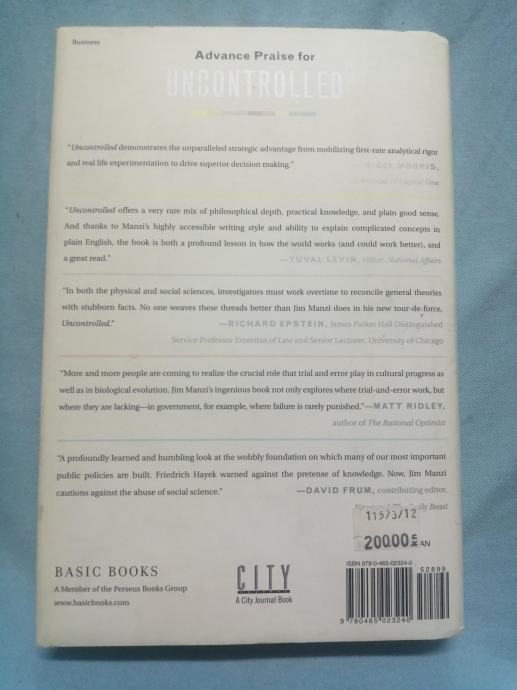 Business
Advance Praise for
UNCONTROLLED
"Uncontrolled demonstrates the unparalleled strategic advantage from mobilizing first-rate analytical rigor
and real life experimentation to drive superior decision making." —NIGEL MORRIS,
co-founder of Capital One
"Uncontrolled offers a very rare mix of philosophical depth, practical knowledge, and plain good sense.
And thanks to Manzi's highly accessible writing style and ability to explain complicated concepts in
plain English, the book is both a profound lesson in how the world works (and could work better), and
a great read." —YUVAL LEVIN, editor, National Affairs
"In both the physical and social sciences, investigators must work overtime to reconcile general theories
with stubborn facts. No one weaves these threads better than Jim Manzi does in his new tour-de-force,
Uncontrolled." —RICHARD EPSTEIN, James Parker Hall Distinguished
Service Professor Emeritus of Law and Senior Lecturer, University of Chicago
"More and more people are coming to realize the crucial role that trial and error play in cultural progress as
well as in biological evolution. Jim Manzi's ingenious book not only explores where trial-and-error work, but
where they are lacking—in government, for example, where failure is rarely punished."—MATT RIDLEY,
author of The Rational Optimist
"A profoundly learned and humbling look at the wobbly foundation on which many of our most important
public policies are built. Friedrich Hayek warned against the pretense of knowledge. Now, Jim Manzi
cautions against the abuse of social science." —DAVID FRUM, contributing editor,
Beast
11573/12
200.00 AN
BASIC BOOKS
A Member of the Perseus Books Group
www.basicbooks.com
CITY
A City Journal Book
ISBN 978-0-465-02324-0
52899
9 780465 023240